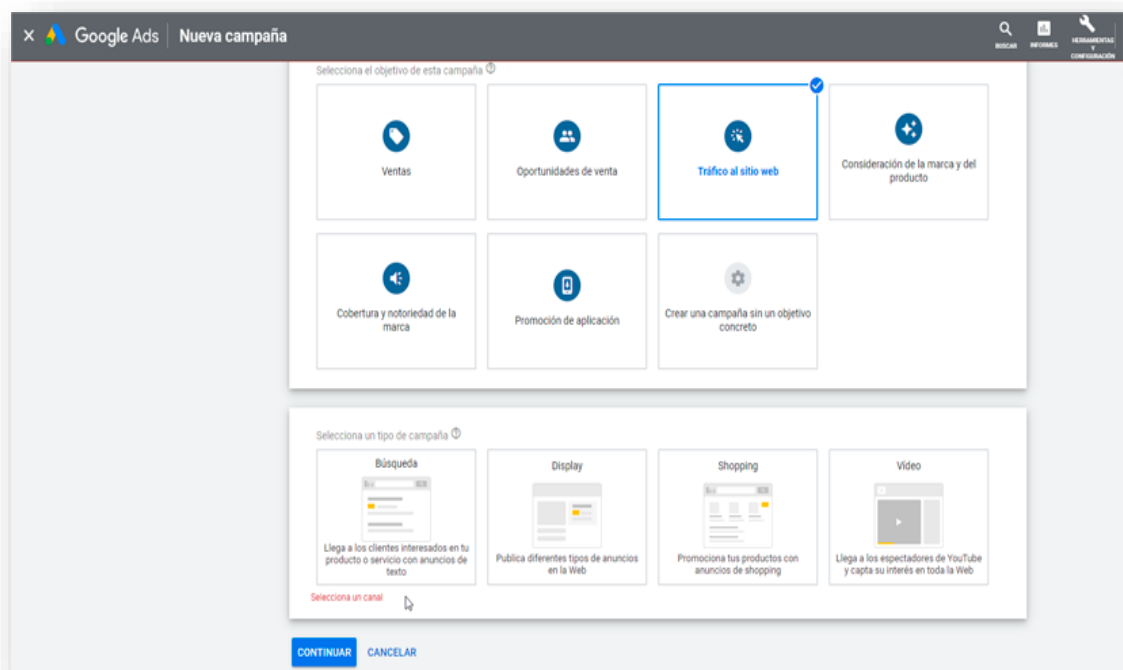 Google Ads | Nueva campaña
BUSCAR
INFORMES
HERRAMIENTAS
Y
CONFIGURACIÓN
Selecciona el objetivo de esta campaña
Ventas
Oportunidades de venta
Tráfico al sitio web
Consideración de la marca y del
producto
Cobertura y notoriedad de la
marca
Promoción de aplicación
Crear una campaña sin un objetivo
concreto
Selecciona un tipo de campaña
Búsqueda
Llega a los clientes interesados en tu
producto o servicio con anuncios de
texto
Display
Publica diferentes tipos de anuncios
en la Web
Shopping
Promociona tus productos con
anuncios de shopping
Vídeo
Llega a los espectadores de YouTube
y capta su interés en toda la Web
Selecciona un canal
CONTINUAR
CANCELAR